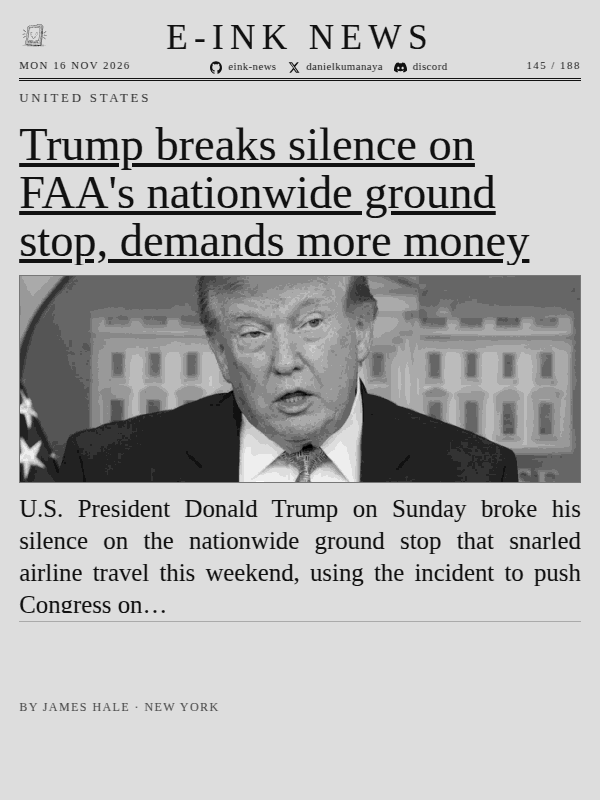 E-INK NEWS
MON 16 NOV 2026
eink-news danielkumanaya discord
145 / 188
UNITED STATES
Trump breaks silence on
FAA's nationwide ground
stop, demands more money
U.S. President Donald Trump on Sunday broke his
silence on the nationwide ground stop that snarled
airline travel this weekend, using the incident to push
Congress on…
BY JAMES HALE · NEW YORK